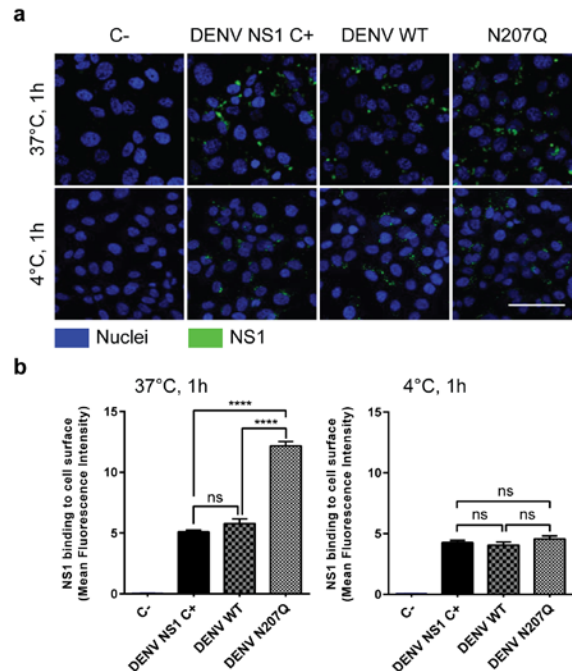 a
C- DENV NS1 C+ DENV WT N207Q
37°C, 1h
4°C, 1h
Nuclei NS1
b
37°C, 1h
NS1 binding to cell surface
(Mean Fluorescence Intensity)
15
10
5
0
****
****
ns
C-
DENV NS1 C+
DENV WT
DENV N207Q
4°C, 1h
NS1 binding to cell surface
(Mean Fluorescence Intensity)
15
10
5
0
ns
ns ns
C-
DENV NS1 C+
DENV WT
DENV N207Q